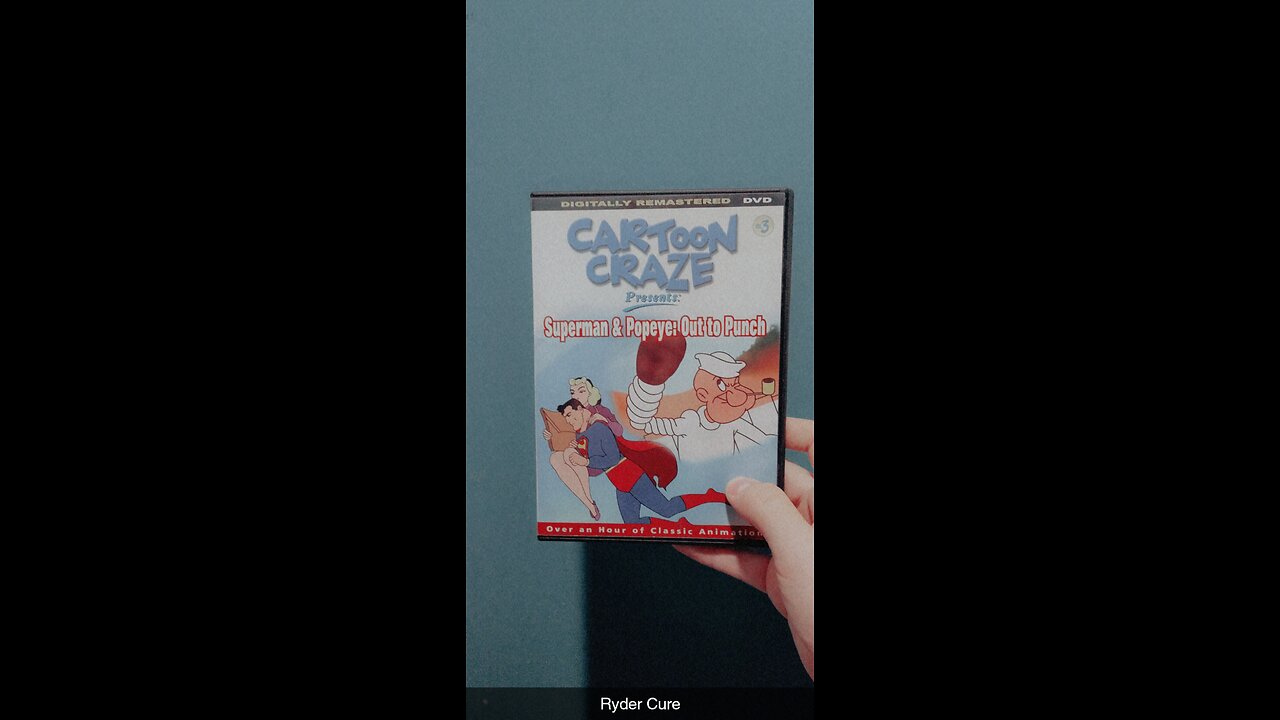 DIGITALLY REMASTERED DVD
CARTOON
CRAZE
Presents:
Superman & Popeye: Out to Punch
Over an Hour of Classic Animation
Ryder Cure